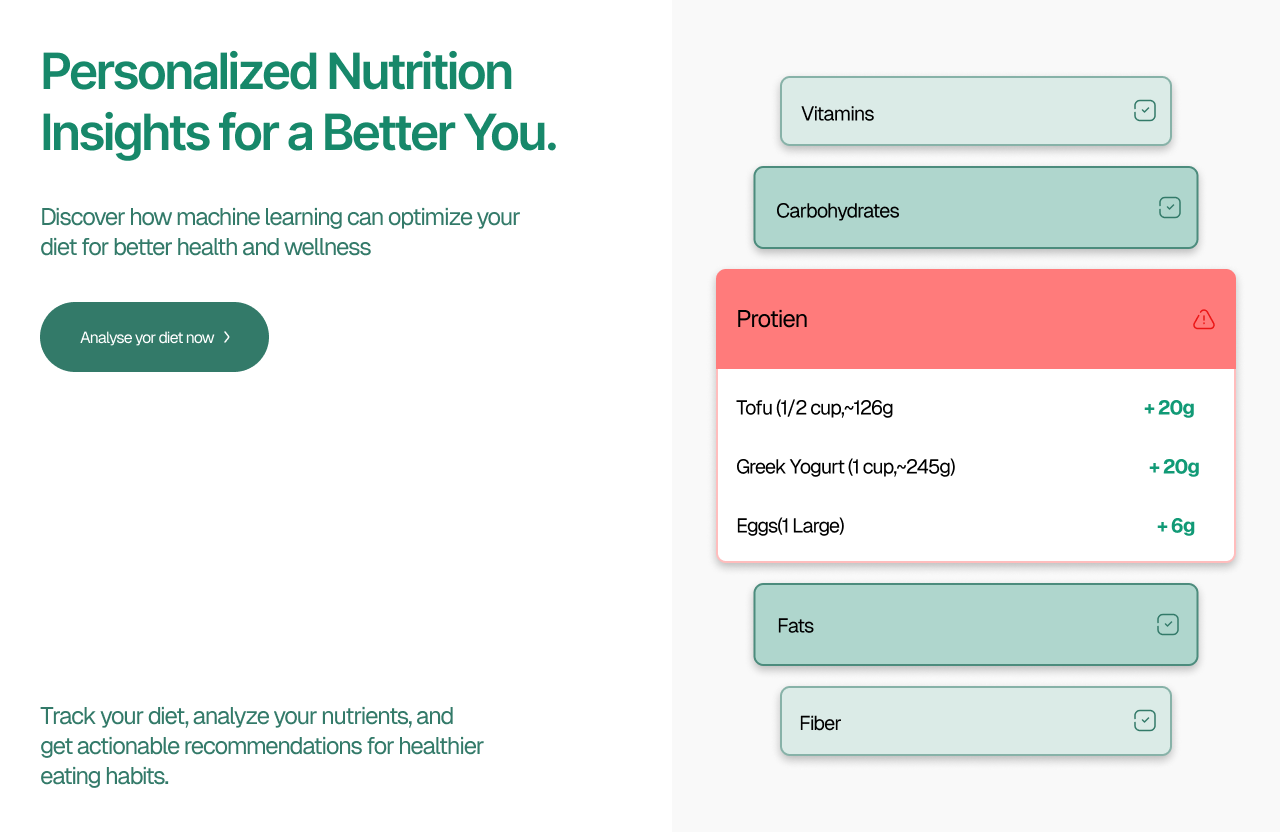 Personalized Nutrition
Insights for a Better You.
Discover how machine learning can optimize your
diet for better health and wellness
Analyse yor diet now
Track your diet, analyze your nutrients, and
get actionable recommendations for healthier
eating habits.
Vitamins
Carbohydrates
Protien
Tofu (1/2 cup,~126g
+ 20g
Greek Yogurt (1 cup,~245g)
+ 20g
Eggs(1 Large)
+ 6g
Fats
Fiber